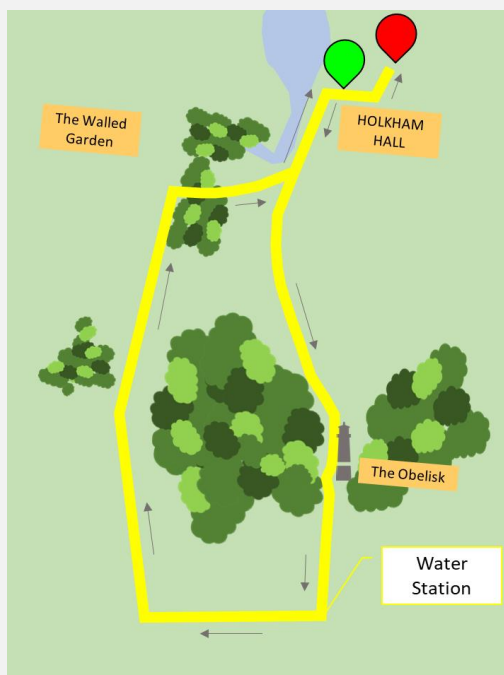 The Walled
Garden
HOLKHAM
HALL
The Obelisk
Water
Station